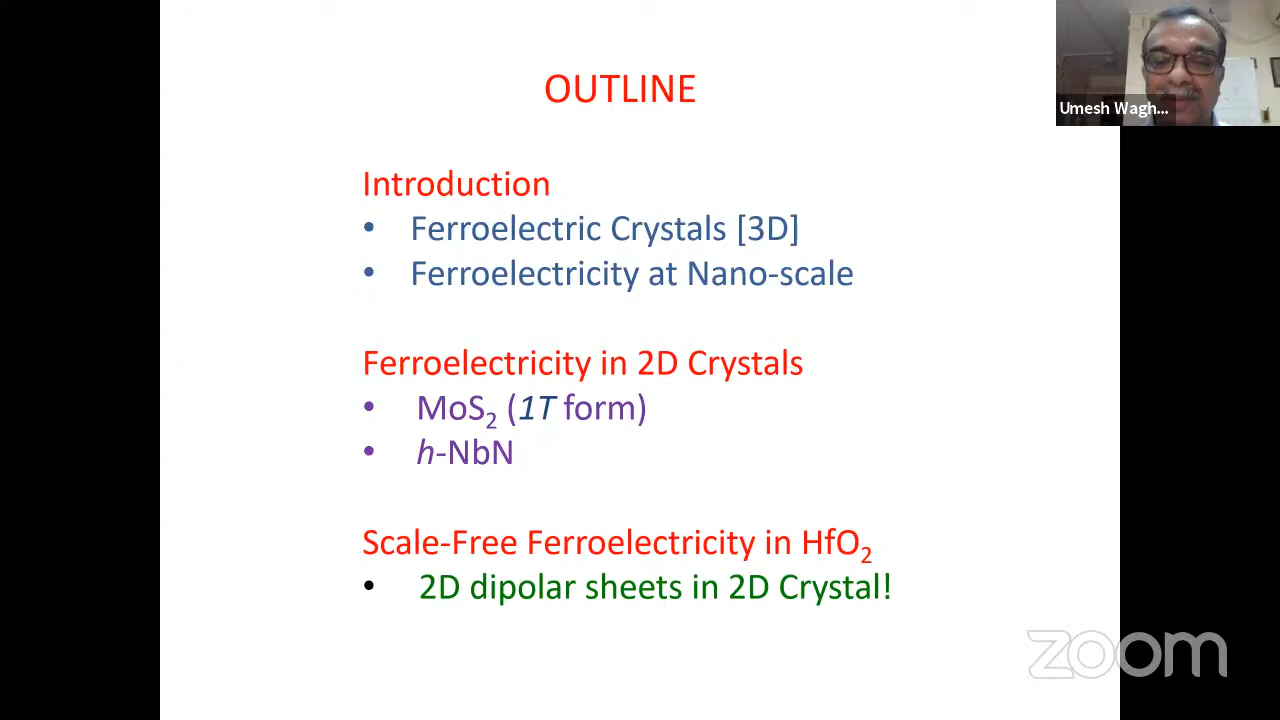 OUTLINE
Umesh Wagh...
Introduction
• Ferroelectric Crystals [3D]
• Ferroelectricity at Nano-scale
Ferroelectricity in 2D Crystals
• MoS₂ (1T form)
• h-NbN
Scale-Free Ferroelectricity in HfO₂
• 2D dipolar sheets in 2D Crystal!
zoom